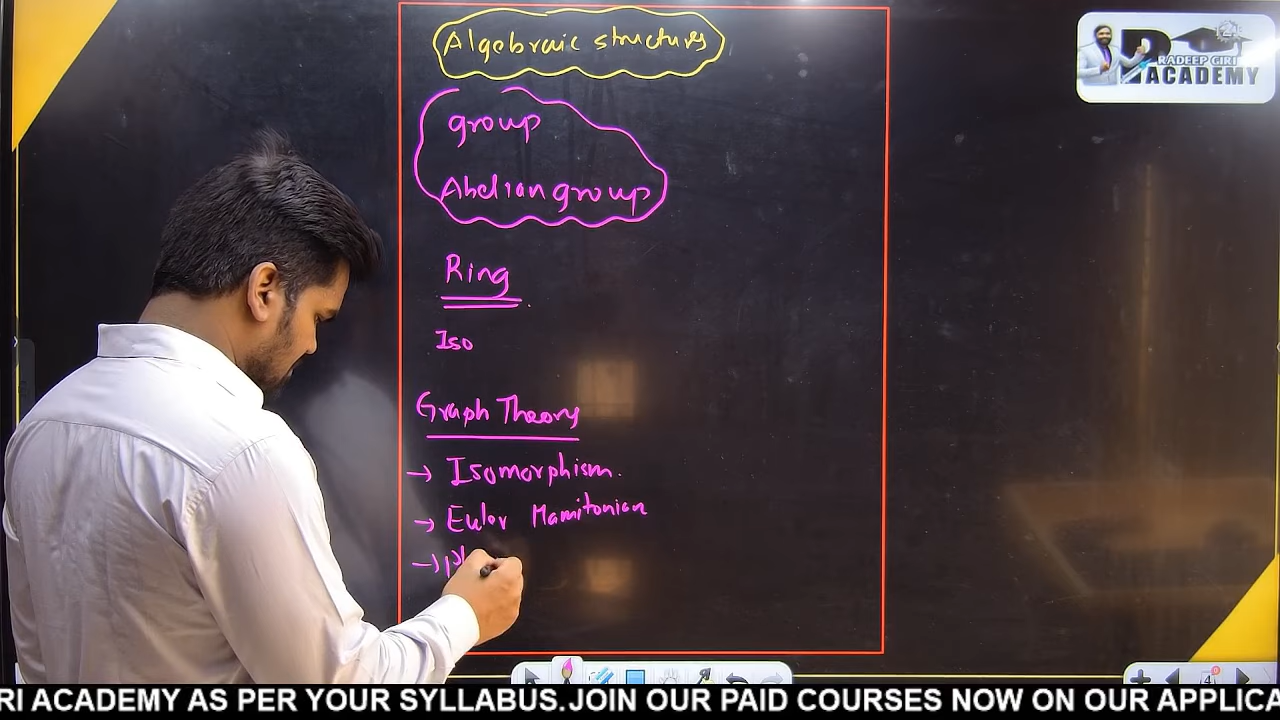 Algebraic structures
group
Abelian group
Ring
Iso
Graph Theory
→ Isomorphism.
→ Euler Hamitonian
→
RADEEP GIRI
ACADEMY
RI ACADEMY AS PER YOUR SYLLABUS.JOIN OUR PAID COURSES NOW ON OUR APPLICA